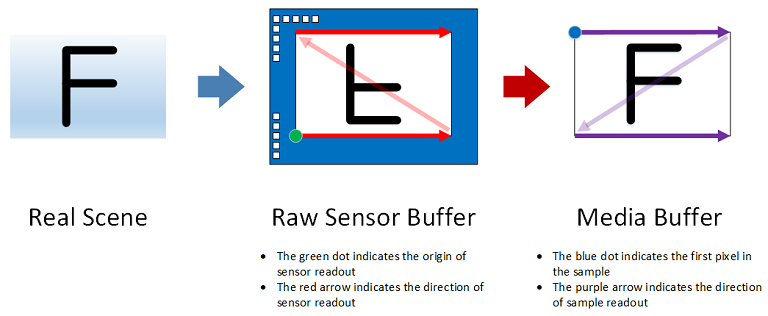 F
F
Real Scene
Raw Sensor Buffer
Media Buffer
• The green dot indicates the origin of
sensor readout
• The red arrow indicates the direction of
sensor readout
• The blue dot indicates the first pixel in
the sample
• The purple arrow indicates the direction
of sample readout